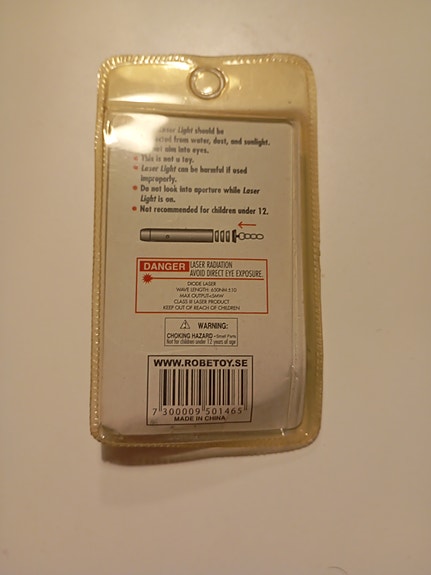 Laser Light should be
from water, dust, and sunlight.
aim into eyes.
• This is not a toy.
• Laser Light can be harmful if used
improperly.
• Do not look into aperture while Laser
Light is on.
• Not recommended for children under 12.
DANGER
LASER RADIATION
AVOID DIRECT EYE EXPOSURE.
DIODE LASER
WAVE LENGTH: 650NM ±10
MAX OUTPUT<5MW
LASER PRODUCT
KEEP OUT OF REACH OF CHILDREN
WARNING:
CHOKING HAZARD - Small Parts
Not for children under 12 years of age
WWW.ROBETOY.SE
7 300009 501465
MADE IN CHINA